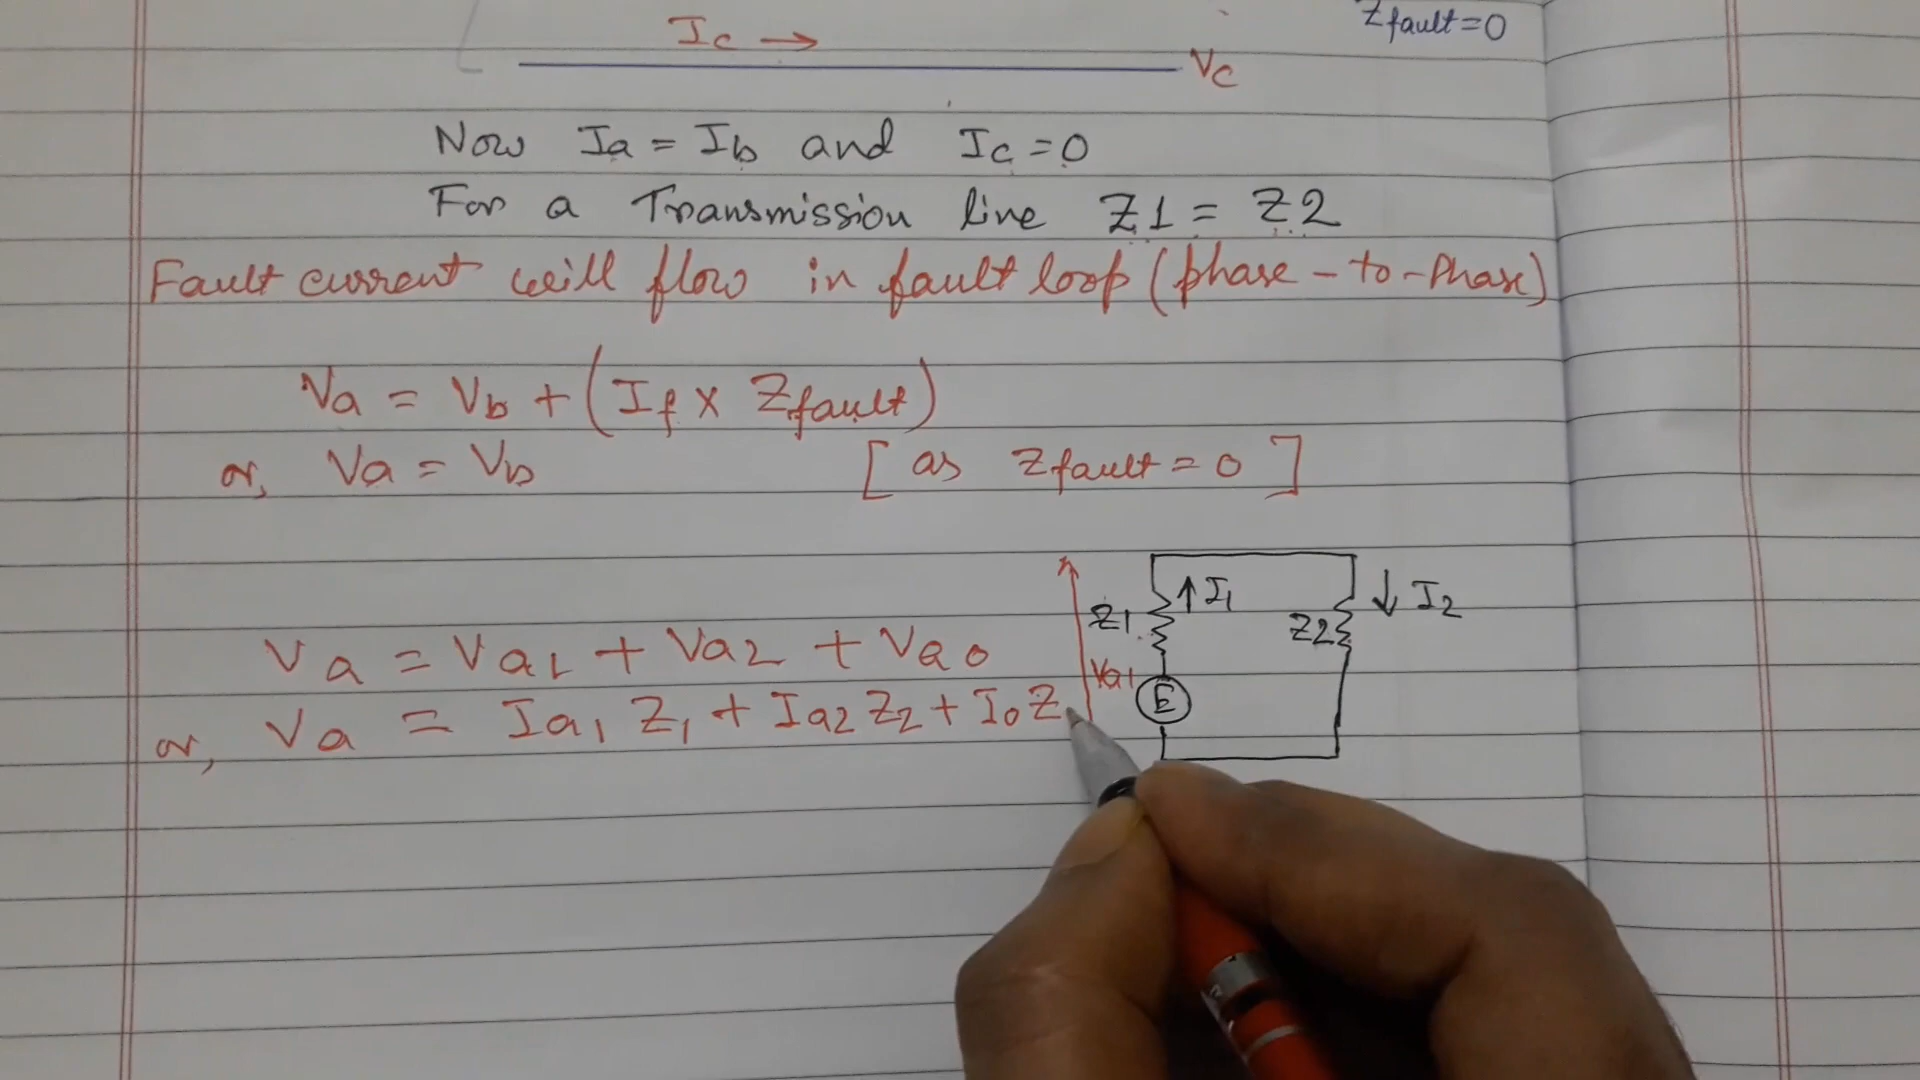 Zfault=0
Ic →
Vc
Now Ia = Ib and Ic = 0
For a Transmission line Z1 = Z2
Fault current will flow in fault loop (phase-to-Phase)
Va = Vb + (If x Zfault)
or, Va = Vb [as Zfault = 0]
↑ I1 ↓ I2
Z1 Z2
Va = Va1 + Va2 + Va0
Va1 E
or, Va = Ia1 Z1 + Ia2 Z2 + I0 Z